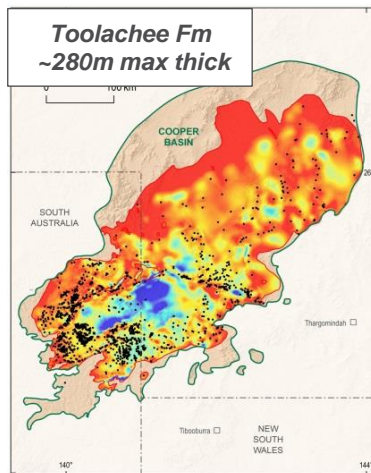 Toolachee Fm
~280m max thick
0 100 km
COOPER
BASIN
26
SOUTH
AUSTRALIA
Thargomindah
Tibooburra
NEW
SOUTH
WALES
140°
144